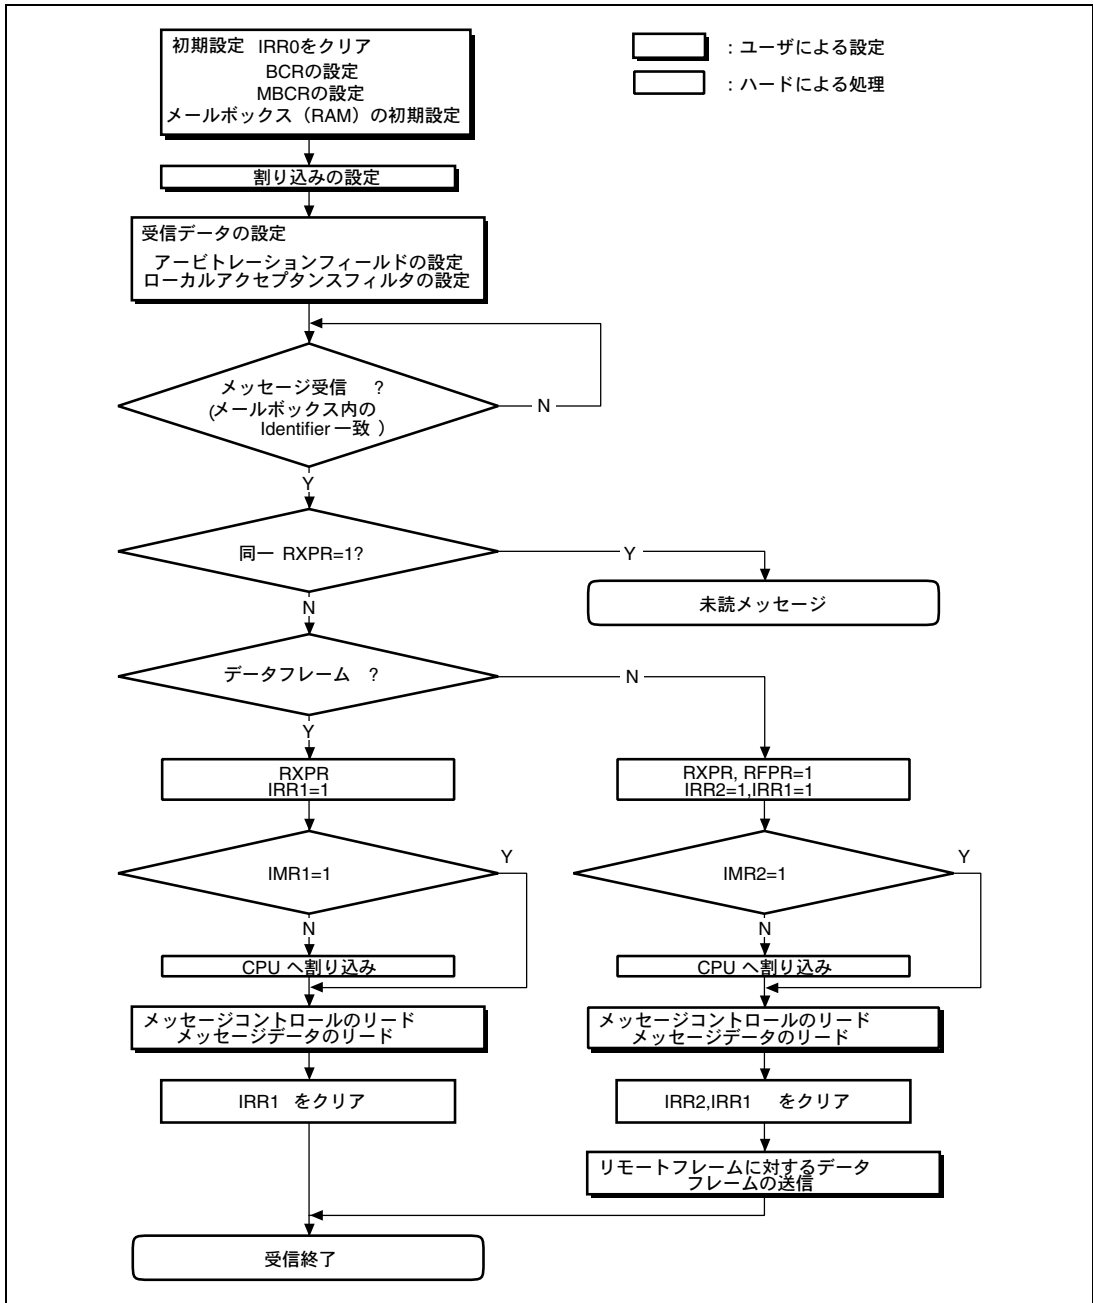 初期設定 IRR0をクリア
BCRの設定
MBCRの設定
メールボックス（RAM）の初期設定
：ユーザによる設定
：ハードによる処理
割り込みの設定
受信データの設定
アービトレーションフィールドの設定
ローカルアクセプタンスフィルタの設定
メッセージ受信 ?
(メールボックス内の
Identifier 一致 )
N
Y
同一 RXPR=1?
Y
未読メッセージ
N
データフレーム ?
N
Y
RXPR
IRR1=1
RXPR, RFPR=1
IRR2=1,IRR1=1
IMR1=1
Y
IMR2=1
Y
N
N
CPU へ割り込み
CPU へ割り込み
メッセージコントロールのリード
メッセージデータのリード
メッセージコントロールのリード
メッセージデータのリード
IRR1 をクリア
IRR2,IRR1 をクリア
リモートフレームに対するデータ
フレームの送信
受信終了